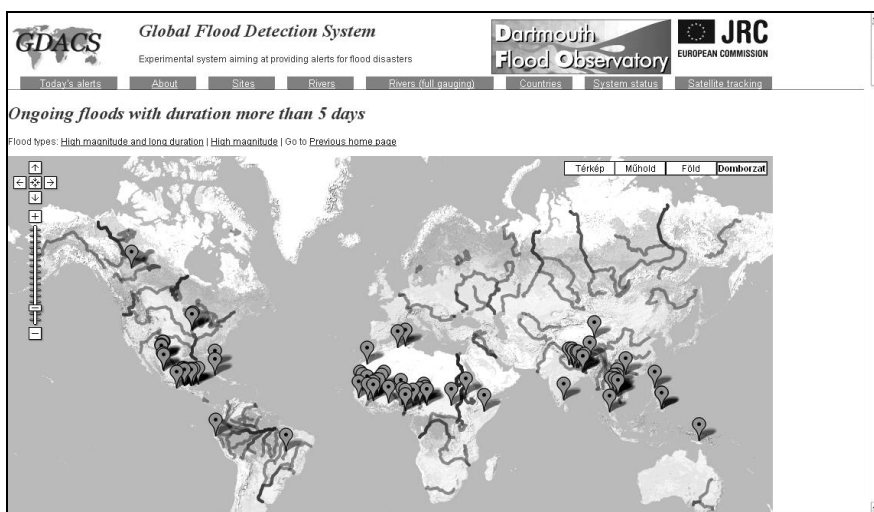 GDACS
Global Flood Detection System
Experimental system aiming at providing alerts for flood disasters
Dartmouth
Flood Observatory
JRC
EUROPEAN COMMISSION
Today's alerts About Sites Rivers Rivers (full gauging) Countries System status Satellite tracking
Ongoing floods with duration more than 5 days
Flood types: High magnitude and long duration | High magnitude | Go to Previous home page
Térkép Műhold Föld Domborzat